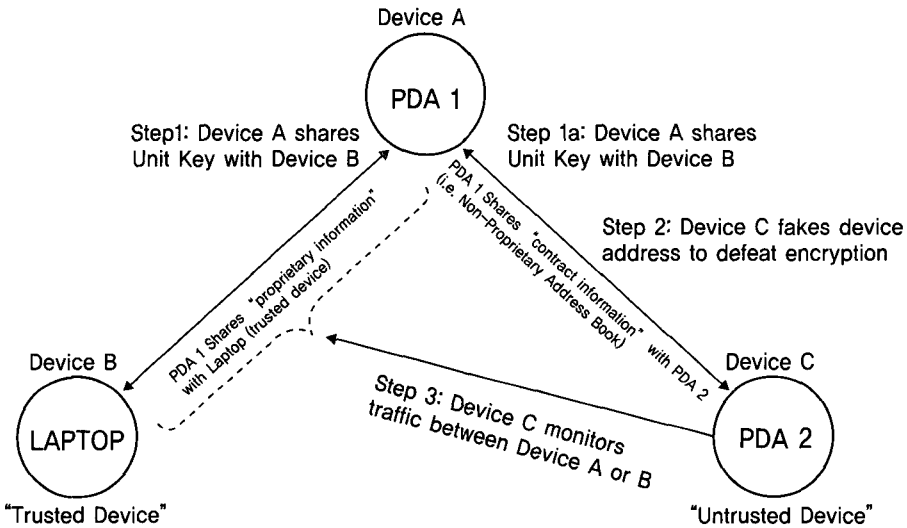 Device A
PDA 1
Step1: Device A shares
Unit Key with Device B
Step 1a: Device A shares
Unit Key with Device B
PDA 1 Shares "proprietary information"
with Laptop (trusted device)
PDA 1 Shares "contract information" with PDA 2
(i.e. Non-Proprietary Address Book)
Step 2: Device C fakes device
address to defeat encryption
Device B
LAPTOP
"Trusted Device"
Step 3: Device C monitors
traffic between Device A or B
Device C
PDA 2
"Untrusted Device"